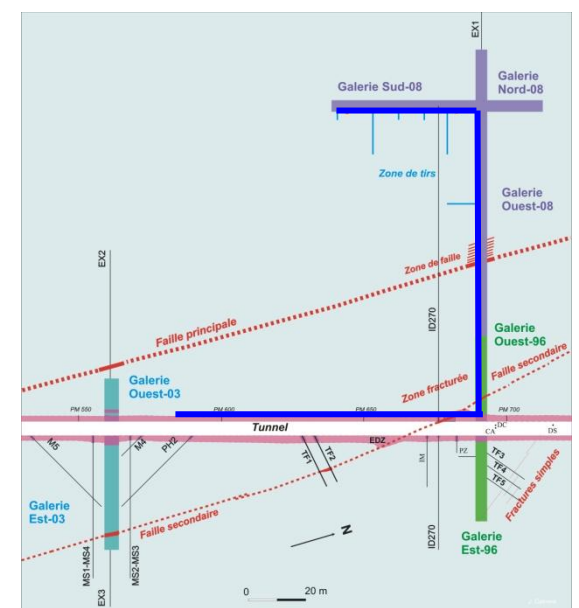 EX1
Galerie Sud-08
Galerie
Nord-08
Zone de tirs
Galerie
Ouest-08
EX2
Zone de faille
ID270
Faille principale
Galerie
Ouest-96
Galerie
Ouest-03
Zone fracturée
Faille secondaire
PM 550
PM 600
PM 650
PM 700
Tunnel
CA
DC
DS
EDZ
M5
M4
PH2
TF1
TF2
IM
PZ
TF3
TF4
TF5
Fractures simples
Galerie
Est-03
Faille secondaire
N
ID270
Galerie
Est-96
MS1-MS4
MS2-MS3
EX3
0
20 m